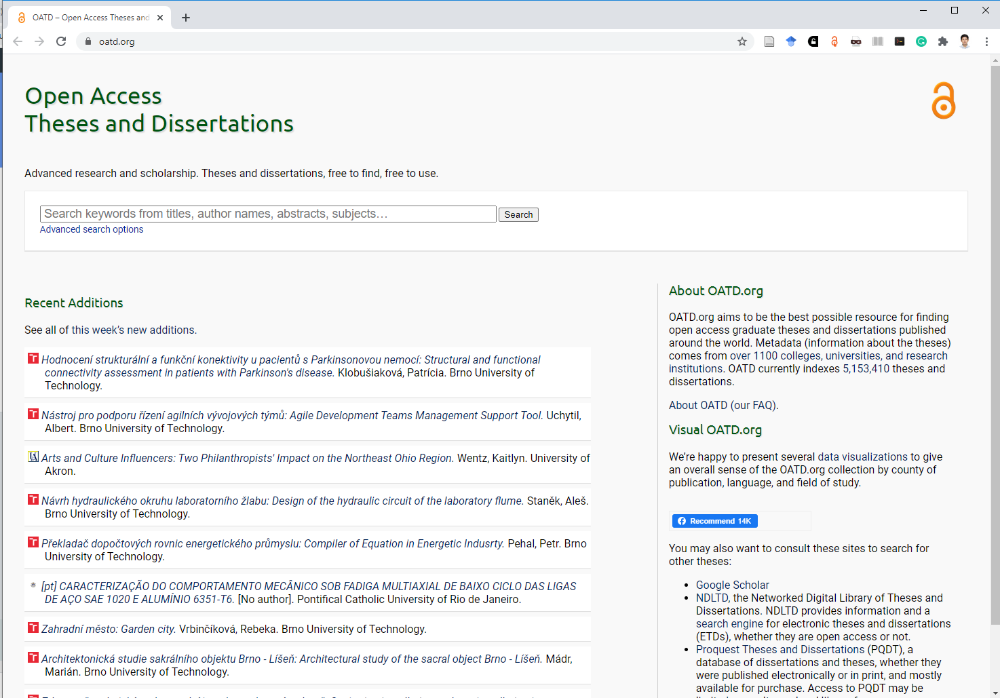 OATD – Open Access Theses and
oatd.org
Open Access
Theses and Dissertations
Advanced research and scholarship. Theses and dissertations, free to find, free to use.
Search keywords from titles, author names, abstracts, subjects… Search
Advanced search options
Recent Additions
See all of this week’s new additions.
Hodnocení strukturální a funkční konektivity u pacientů s Parkinsonovou nemocí: Structural and functional
connectivity assessment in patients with Parkinson's disease. Klobušiaková, Patrícia. Brno University of
Technology.
Nástroj pro podporu řízení agilních vývojových týmů: Agile Development Teams Management Support Tool. Uchytil,
Albert. Brno University of Technology.
Arts and Culture Influencers: Two Philanthropists' Impact on the Northeast Ohio Region. Wentz, Kaitlyn. University of
Akron.
Návrh hydraulického okruhu laboratorního žlabu: Design of the hydraulic circuit of the laboratory flume. Staněk, Aleš.
Brno University of Technology.
Překladač dopočtových rovnic energetického průmyslu: Compiler of Equation in Energetic Indusrty. Pehal, Petr. Brno
University of Technology.
[pt] CARACTERIZAÇÃO DO COMPORTAMENTO MECÂNICO SOB FADIGA MULTIAXIAL DE BAIXO CICLO DAS LIGAS
DE AÇO SAE 1020 E ALUMÍNIO 6351-T6. [No author]. Pontifical Catholic University of Rio de Janeiro.
Zahradní město: Garden city. Vrbinčíková, Rebeka. Brno University of Technology.
Architektonická studie sakrálního objektu Brno - Líšeň: Architectural study of the sacral object Brno - Líšeň. Mádr,
Marián. Brno University of Technology.
About OATD.org
OATD.org aims to be the best possible resource for finding
open access graduate theses and dissertations published
around the world. Metadata (information about the theses)
comes from over 1100 colleges, universities, and research
institutions. OATD currently indexes 5,153,410 theses and
dissertations.
About OATD (our FAQ).
Visual OATD.org
We’re happy to present several data visualizations to give
an overall sense of the OATD.org collection by county of
publication, language, and field of study.
Recommend 14K
You may also want to consult these sites to search for
other theses:
• Google Scholar
• NDLTD, the Networked Digital Library of Theses and
Dissertations. NDLTD provides information and a
search engine for electronic theses and dissertations
(ETDs), whether they are open access or not.
• Proquest Theses and Dissertations (PQDT), a
database of dissertations and theses, whether they
were published electronically or in print, and mostly
available for purchase. Access to PQDT may be